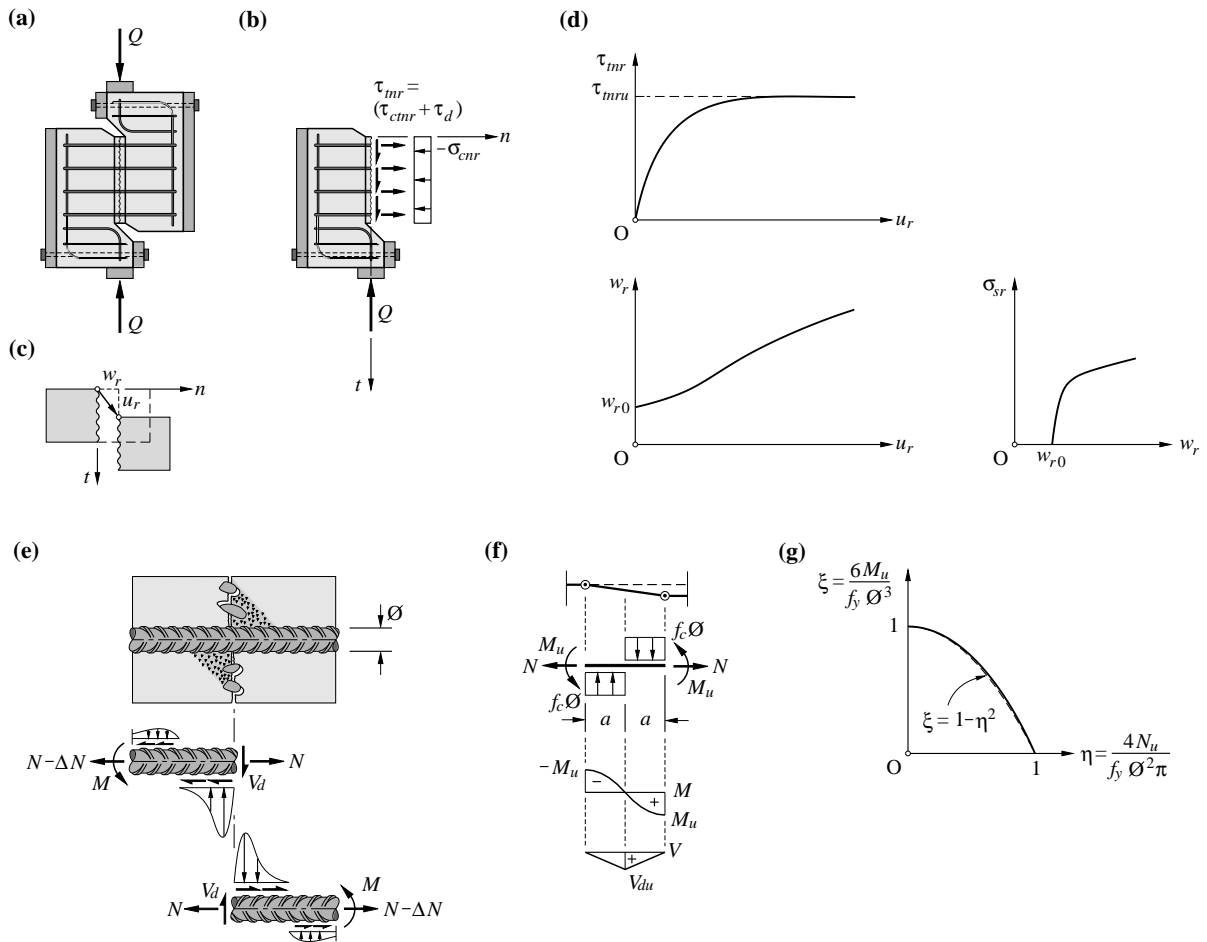 (a)
Q
Q
(b)
τtnr =
(τctnr + τd)
n
−σcnr
Q
t
(c)
wr
n
ur
t
(d)
τtnr
τtnru
O
ur
wr
wr0
O
ur
σsr
O
wr0
wr
(e)
Ø
N−ΔN
M
Vd
N
Vd
N
M
N−ΔN
(f)
Mu
fcØ
N
N
fcØ
Mu
a
a
−Mu
−
M
+
Mu
V
+
Vdu
(g)
ξ = 6Mu / fy Ø³
1
ξ = 1−η²
O
1
η = 4Nu / fy Ø²π